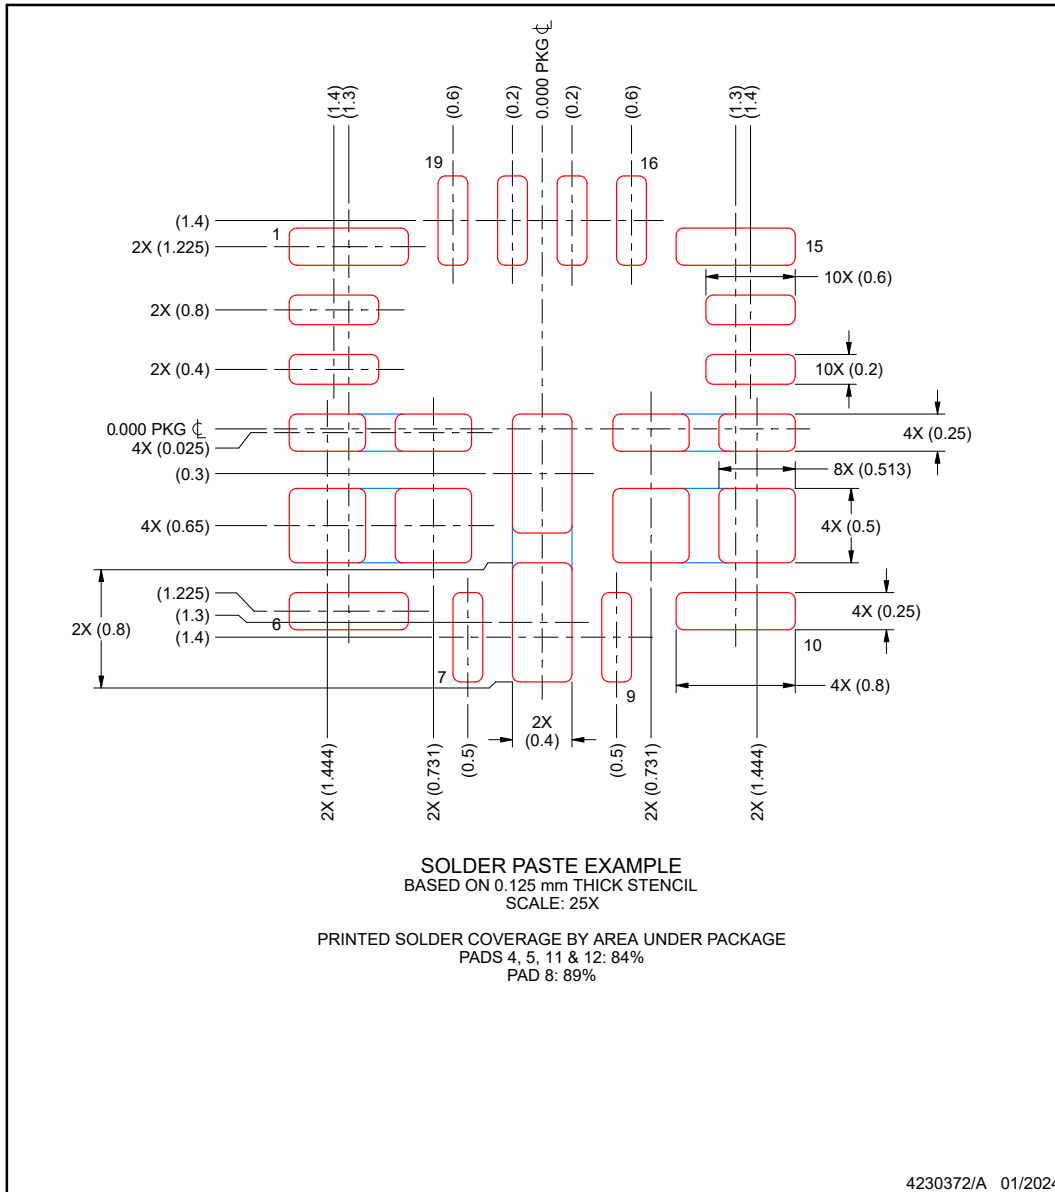 0.000 PKG ℄
(1.4)
(1.3)
(0.6)
(0.2)
(0.2)
(0.6)
(1.3)
(1.4)
19
16
(1.4)
1
15
2X (1.225)
10X (0.6)
2X (0.8)
2X (0.4)
10X (0.2)
0.000 PKG ℄
4X (0.025)
4X (0.25)
(0.3)
8X (0.513)
4X (0.65)
4X (0.5)
(1.225)
(1.3)
2X (0.8)
(1.4)
6
4X (0.25)
10
7
9
4X (0.8)
2X
(0.4)
2X (1.444)
2X (0.731)
(0.5)
(0.5)
2X (0.731)
2X (1.444)
SOLDER PASTE EXAMPLE
BASED ON 0.125 mm THICK STENCIL
SCALE: 25X
PRINTED SOLDER COVERAGE BY AREA UNDER PACKAGE
PADS 4, 5, 11 & 12: 84%
PAD 8: 89%
4230372/A 01/2024